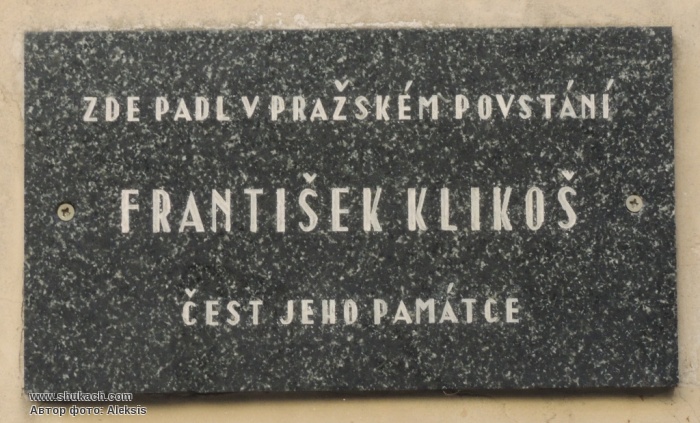 ZDE PADL V PRAŽSKÉM POVSTÁNÍ
FRANTIŠEK KLIKOŠ
ČEST JEHO PAMÁTCE
www.shukach.com
Автор фото: Aleksis